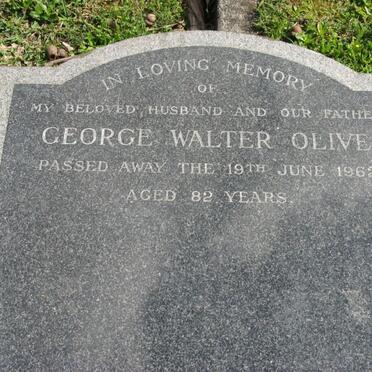 IN LOVING MEMORY
OF
MY BELOVED HUSBAND AND OUR FATHE
GEORGE WALTER OLIVE
PASSED AWAY THE 19TH JUNE 196
AGED 82 YEARS.